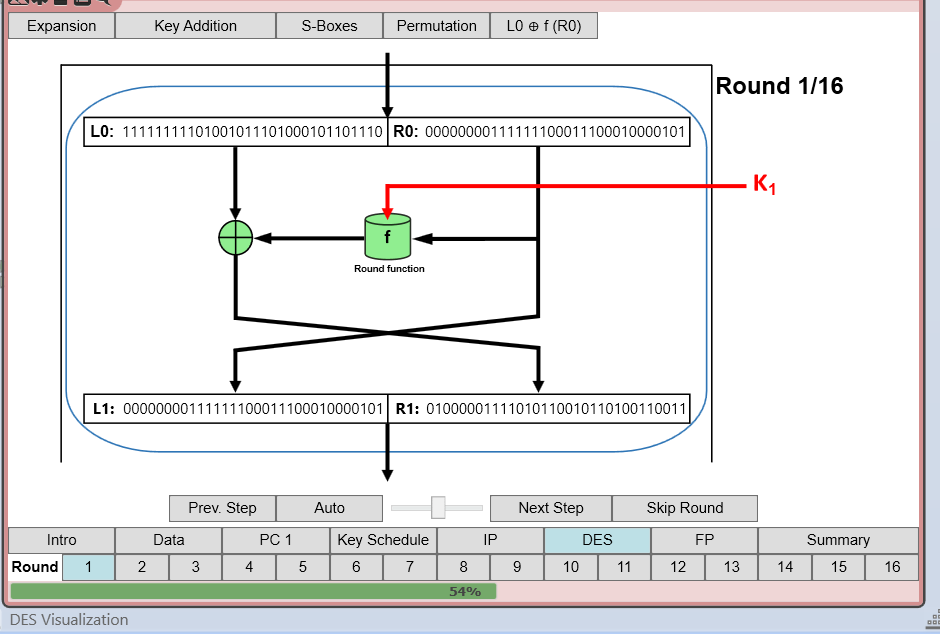 Expansion Key Addition S-Boxes Permutation L0 ⊕ f (R0)
Round 1/16
L0: 11111111101001011101000101101110 R0: 00000000111111100011100010000101
K1
f
Round function
L1: 00000000111111100011100010000101 R1: 01000001111010110010110100110011
Prev. Step Auto Next Step Skip Round
Intro Data PC 1 Key Schedule IP DES FP Summary
Round 1 2 3 4 5 6 7 8 9 10 11 12 13 14 15 16
54%
DES Visualization